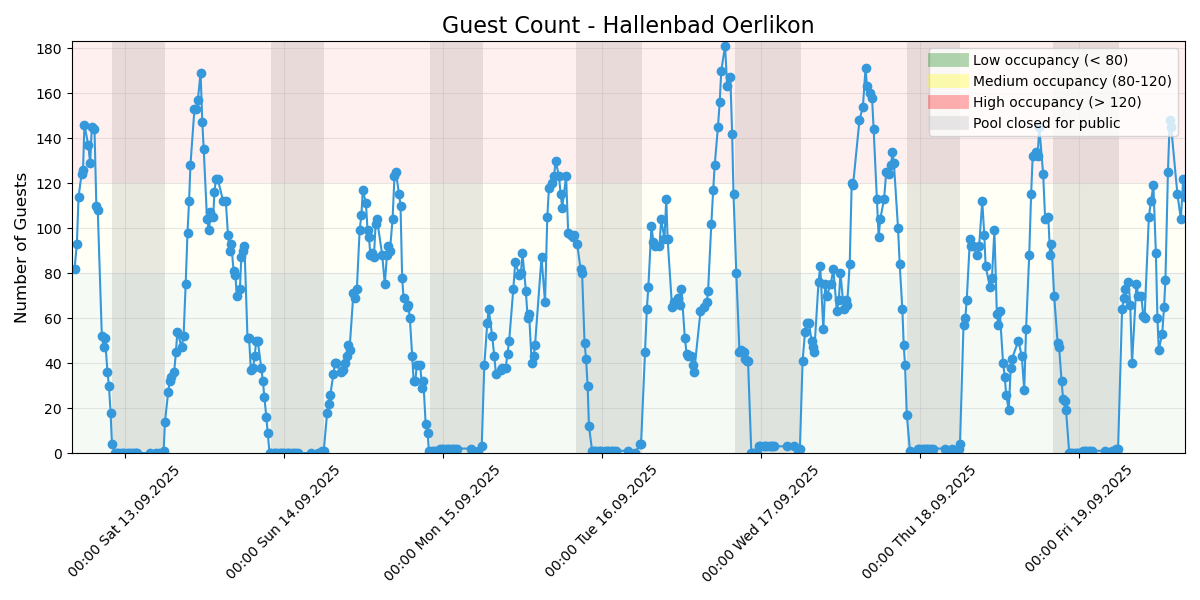 Guest Count - Hallenbad Oerlikon
Number of Guests
180
160
140
120
100
80
60
40
20
0
Low occupancy (< 80)
Medium occupancy (80-120)
High occupancy (> 120)
Pool closed for public
00:00 Sat 13.09.2025
00:00 Sun 14.09.2025
00:00 Mon 15.09.2025
00:00 Tue 16.09.2025
00:00 Wed 17.09.2025
00:00 Thu 18.09.2025
00:00 Fri 19.09.2025